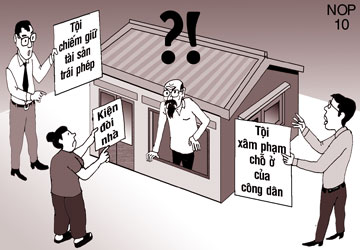 NOP
10
?!
Tội
chiếm giữ
tài sản
trái phép
Kiện
đòi
nhà
Tội
xâm phạm
chỗ ở
của
công dân